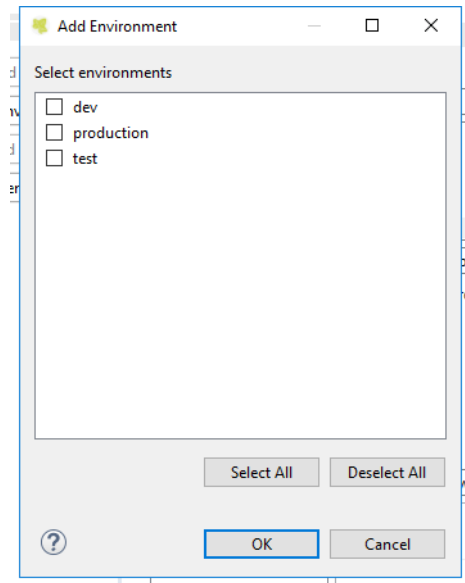 Add Environment
Select environments
dev
production
test
Select All
Deselect All
?
OK
Cancel